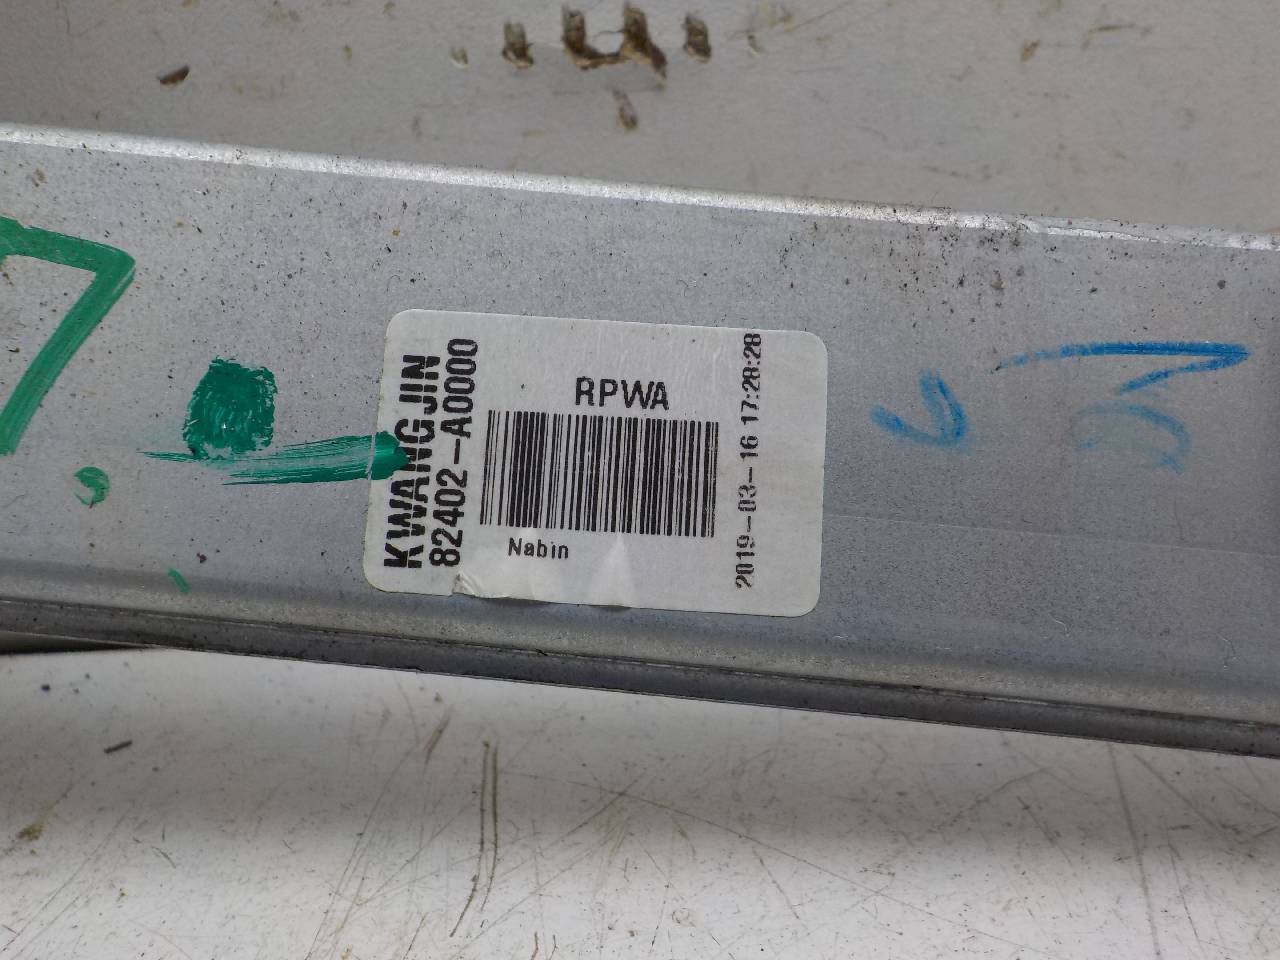 KWANGJIN
82402-A0000
RPWA
Nabin
2019-03-16 17:28:28